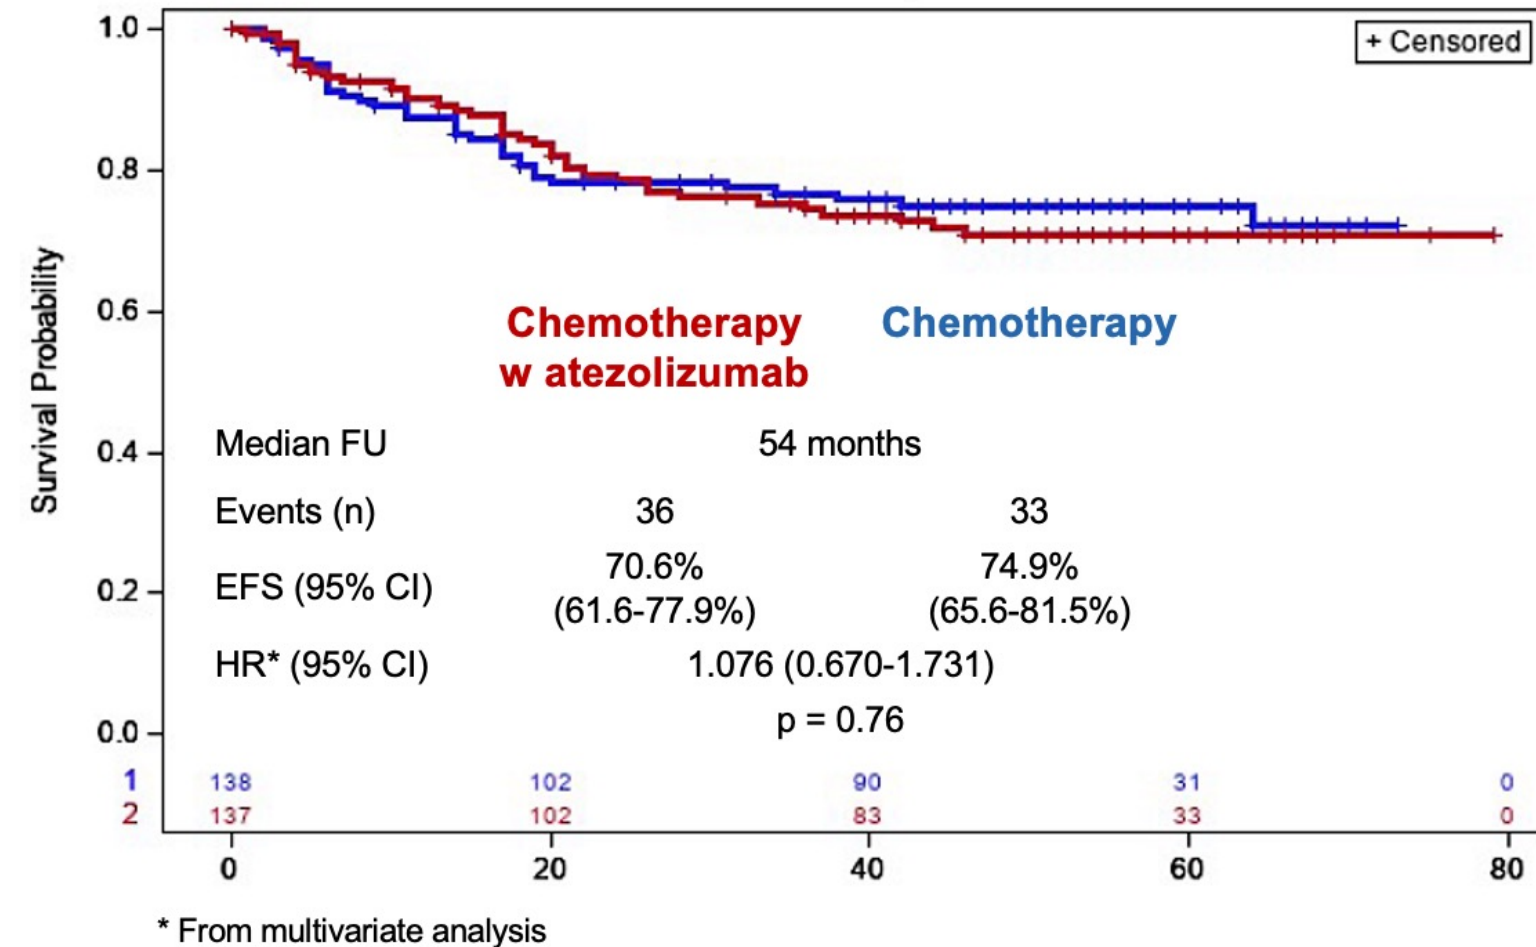 1.0
+ Censored
0.8
0.6
0.4
0.2
0.0
Survival Probability
Chemotherapy
w atezolizumab
Chemotherapy
Median FU 54 months
Events (n) 36 33
EFS (95% CI) 70.6% 74.9%
(61.6-77.9%) (65.6-81.5%)
HR* (95% CI) 1.076 (0.670-1.731)
p = 0.76
1 138 102 90 31 0
2 137 102 83 33 0
0 20 40 60 80
* From multivariate analysis